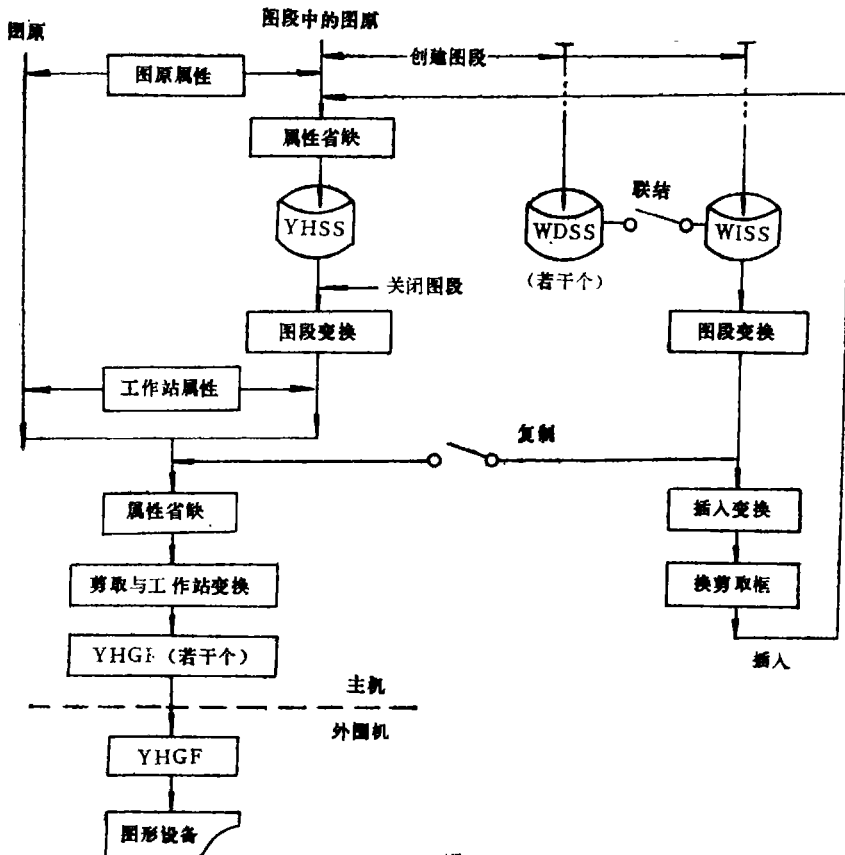 图原
图段中的图原
创建图段
图原属性
属性省缺
联结
YHSS
WDSS
WISS
(若干个)
关闭图段
图段变换
图段变换
工作站属性
复制
属性省缺
插入变换
剪取与工作站变换
换剪取框
YHGF(若干个)
插入
主机
外围机
YHGF
图形设备